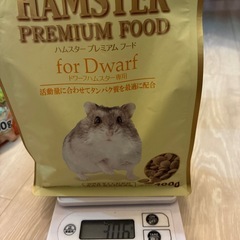 HAMSTER
PREMIUM FOOD
ハムスター プレミアム フード
for Dwarf
ドワーフハムスター専用
活動量に合わせてタンパク質を最適に配合